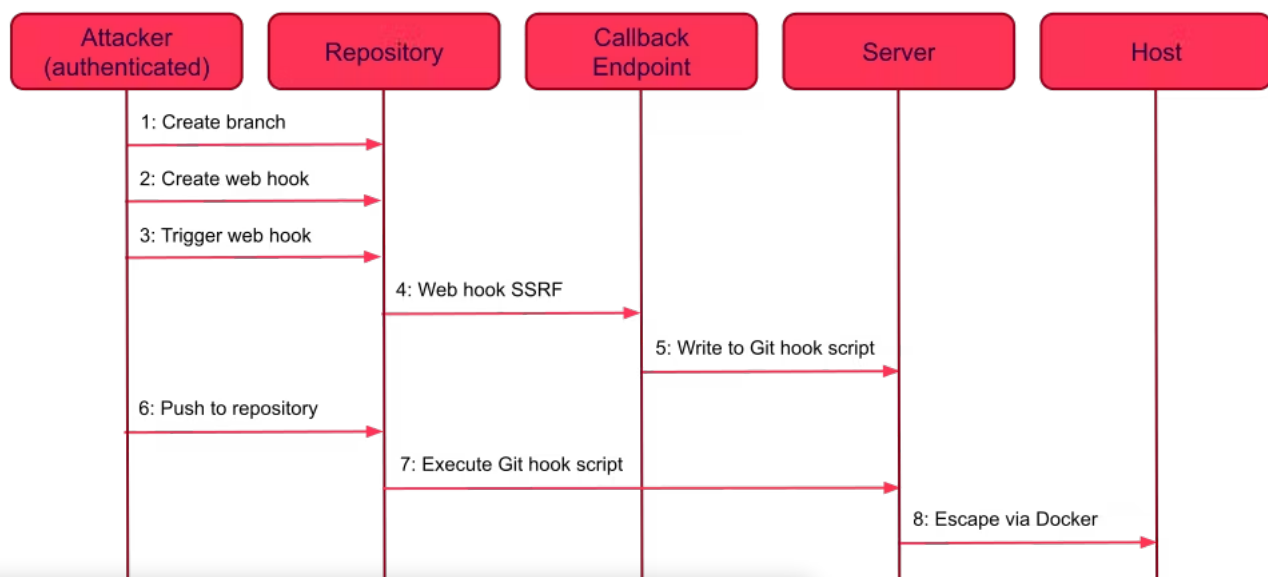 Attacker
(authenticated)
Repository
Callback
Endpoint
Server
Host
1: Create branch
2: Create web hook
3: Trigger web hook
4: Web hook SSRF
5: Write to Git hook script
6: Push to repository
7: Execute Git hook script
8: Escape via Docker